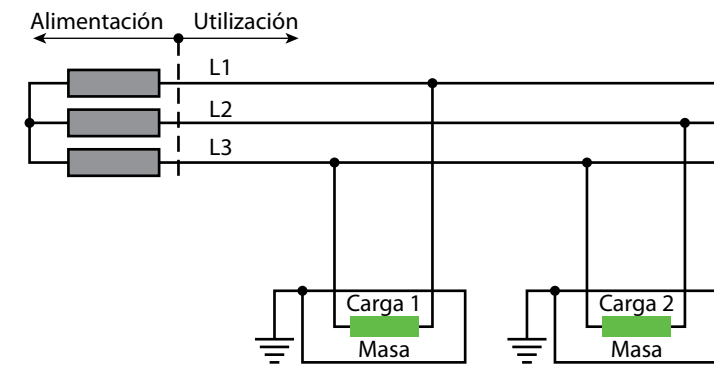 Alimentación Utilización
L1
L2
L3
Carga 1 Carga 2
Masa Masa